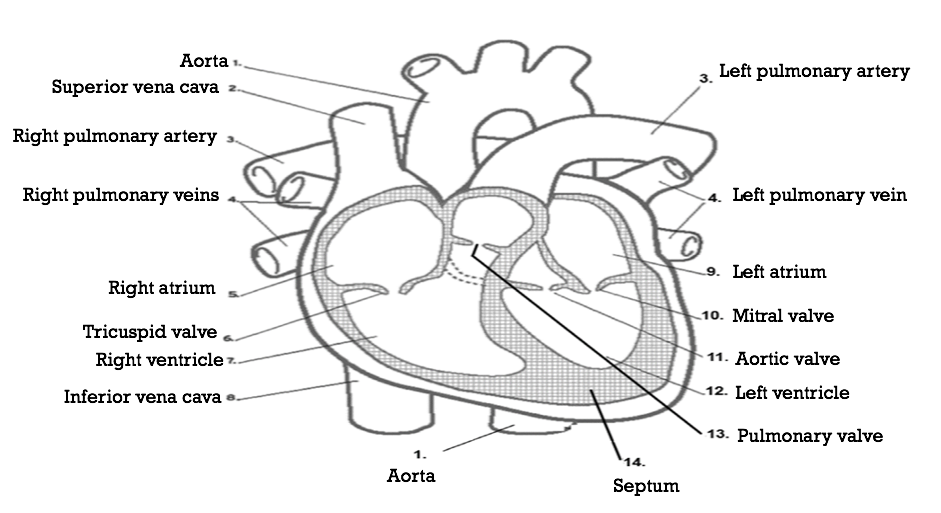 Aorta 1.
Superior vena cava 2.
Right pulmonary artery 3.
Right pulmonary veins 4.
Right atrium 5.
Tricuspid valve 6.
Right ventricle 7.
Inferior vena cava 8.
1.
Aorta
3. Left pulmonary artery
4. Left pulmonary vein
9. Left atrium
10. Mitral valve
11. Aortic valve
12. Left ventricle
13. Pulmonary valve
14.
Septum